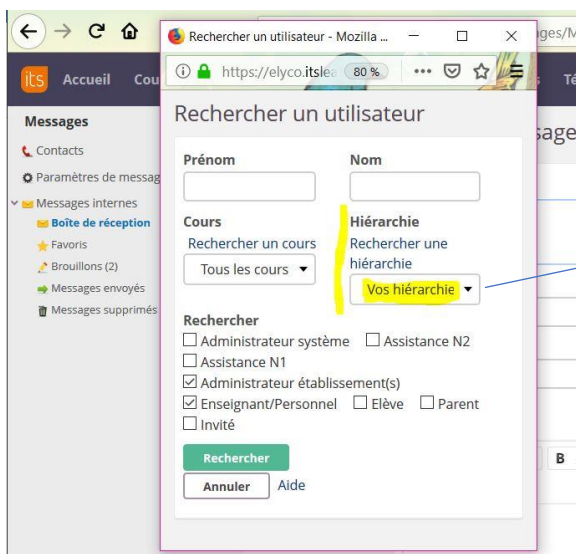 Rechercher un utilisateur - Mozilla ...
https://elyco.itslea 80 % ...
its Accueil Cou
Messages
Contacts
Paramètres de messag
Messages internes
Boîte de réception
Favoris
Brouillons (2)
Messages envoyés
Messages supprimés
Rechercher un utilisateur
Prénom Nom
Cours Hiérarchie
Rechercher un cours Rechercher une
hiérarchie
Tous les cours Vos hiérarchie
Rechercher
Administrateur système Assistance N2
Assistance N1
Administrateur établissement(s)
Enseignant/Personnel Elève Parent
Invité
Rechercher
Annuler Aide
ges/M
Té
sage
B